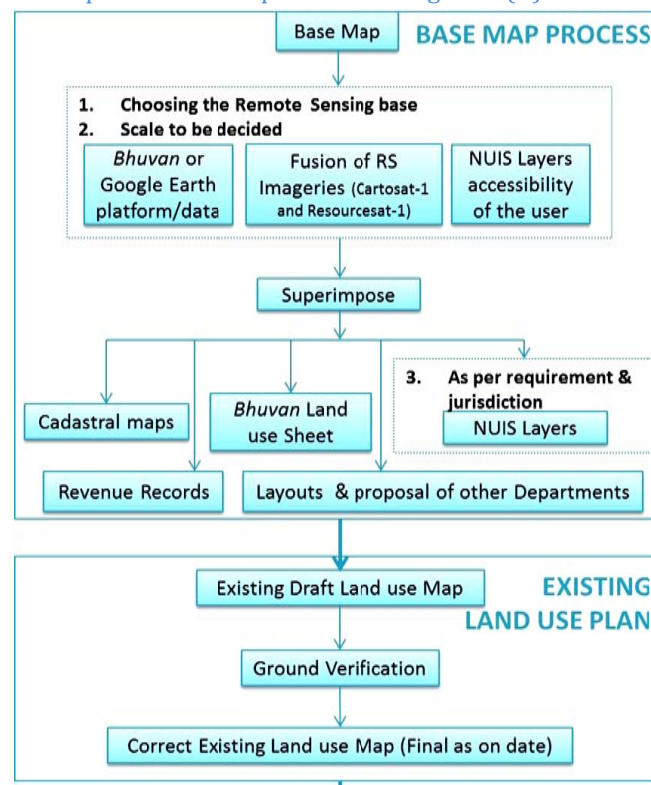 Base Map
BASE MAP PROCESS
1. Choosing the Remote Sensing base
2. Scale to be decided
Bhuvan or
Google Earth
platform/data
Fusion of RS
Imageries (Cartosat-1
and Resourcesat-1)
NUIS Layers
accessibility
of the user
Superimpose
3. As per requirement &
jurisdiction
NUIS Layers
Cadastral maps
Bhuvan Land
use Sheet
Revenue Records
Layouts & proposal of other Departments
Existing Draft Land use Map
EXISTING
LAND USE PLAN
Ground Verification
Correct Existing Land use Map (Final as on date)